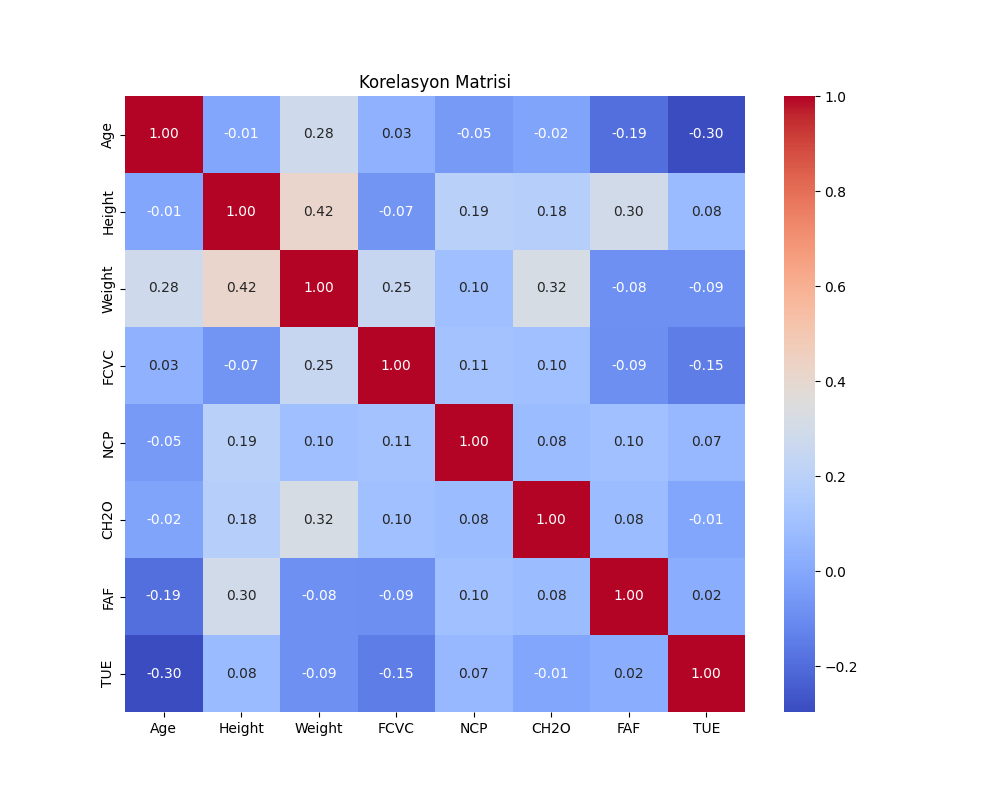 Korelasyon Matrisi
Age 1.00 -0.01 0.28 0.03 -0.05 -0.02 -0.19 -0.30
Height -0.01 1.00 0.42 -0.07 0.19 0.18 0.30 0.08
Weight 0.28 0.42 1.00 0.25 0.10 0.32 -0.08 -0.09
FCVC 0.03 -0.07 0.25 1.00 0.11 0.10 -0.09 -0.15
NCP -0.05 0.19 0.10 0.11 1.00 0.08 0.10 0.07
CH2O -0.02 0.18 0.32 0.10 0.08 1.00 0.08 -0.01
FAF -0.19 0.30 -0.08 -0.09 0.10 0.08 1.00 0.02
TUE -0.30 0.08 -0.09 -0.15 0.07 -0.01 0.02 1.00
Age Height Weight FCVC NCP CH2O FAF TUE
1.0
0.8
0.6
0.4
0.2
0.0
−0.2